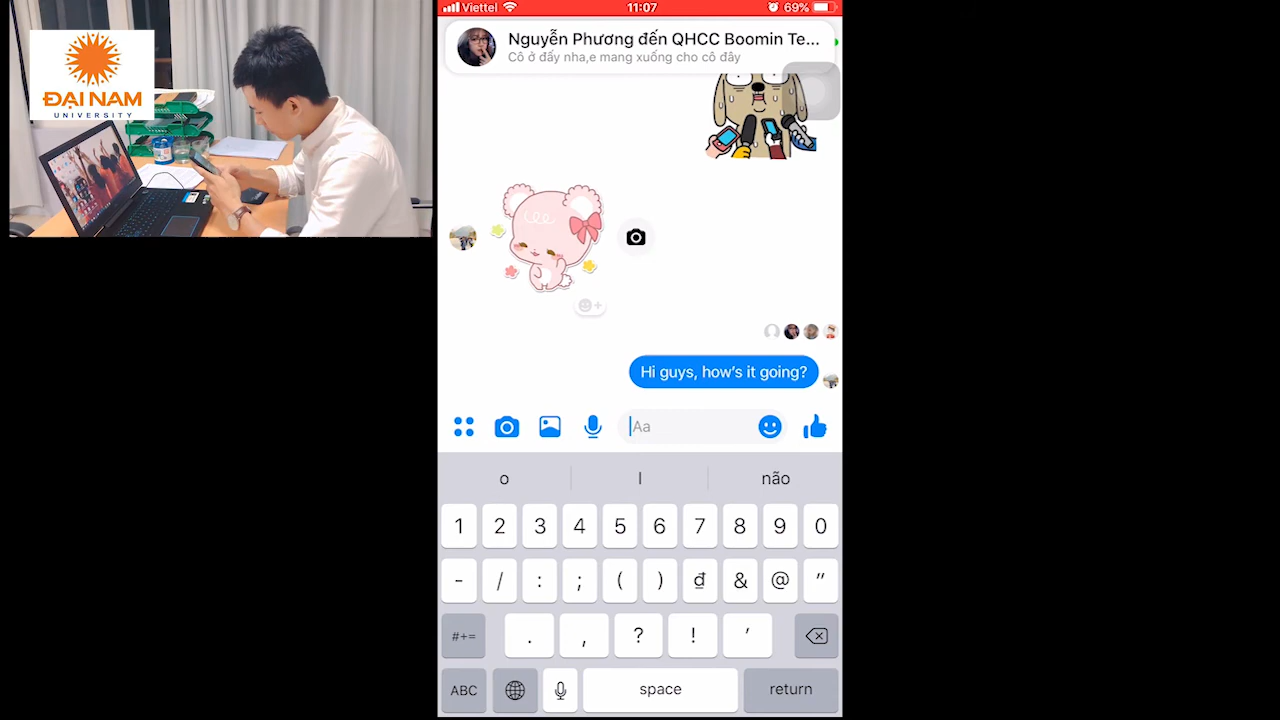 ĐẠI NAM
UNIVERSITY
Viettel
11:07
69%
Nguyễn Phương đến QHCC Boomin Te...
Cô ở đấy nha,e mang xuống cho cô đây
Hi guys, how's it going?
Aa
o I não
1 2 3 4 5 6 7 8 9 0
- / : ; ( ) ₫ & @ "
#+= . , ? ! '
ABC space return